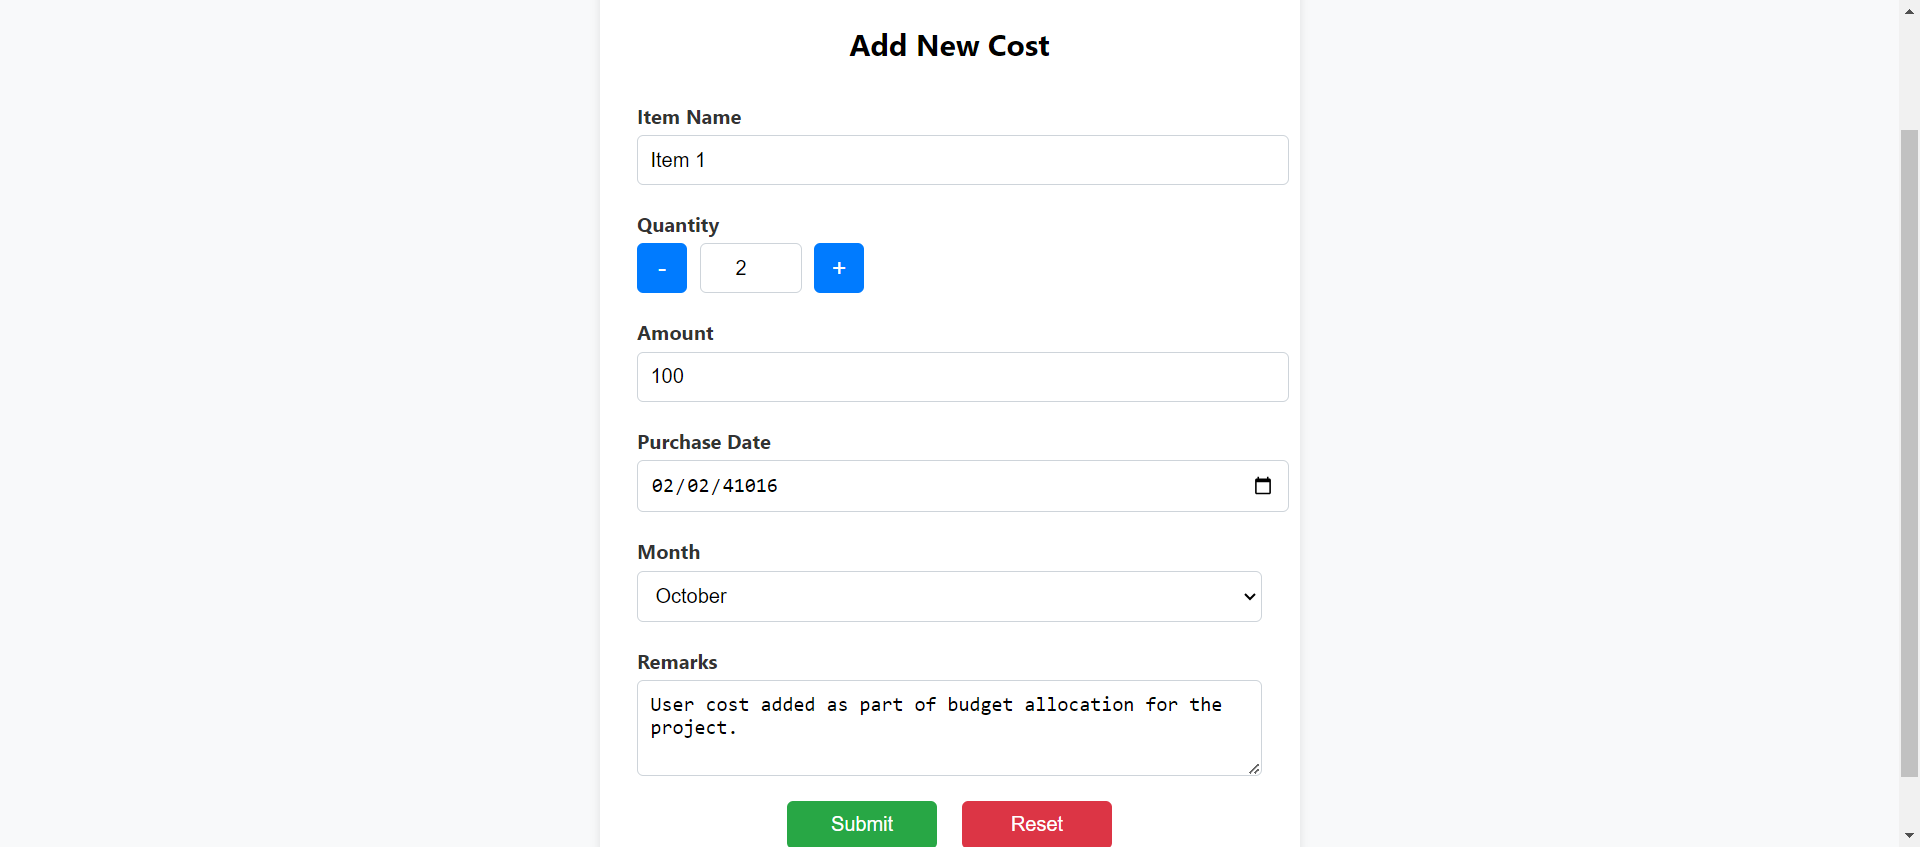 Add New Cost
Item Name
Item 1
Quantity
- 2 +
Amount
100
Purchase Date
02/02/41016
Month
October
Remarks
User cost added as part of budget allocation for the
project.
Submit Reset